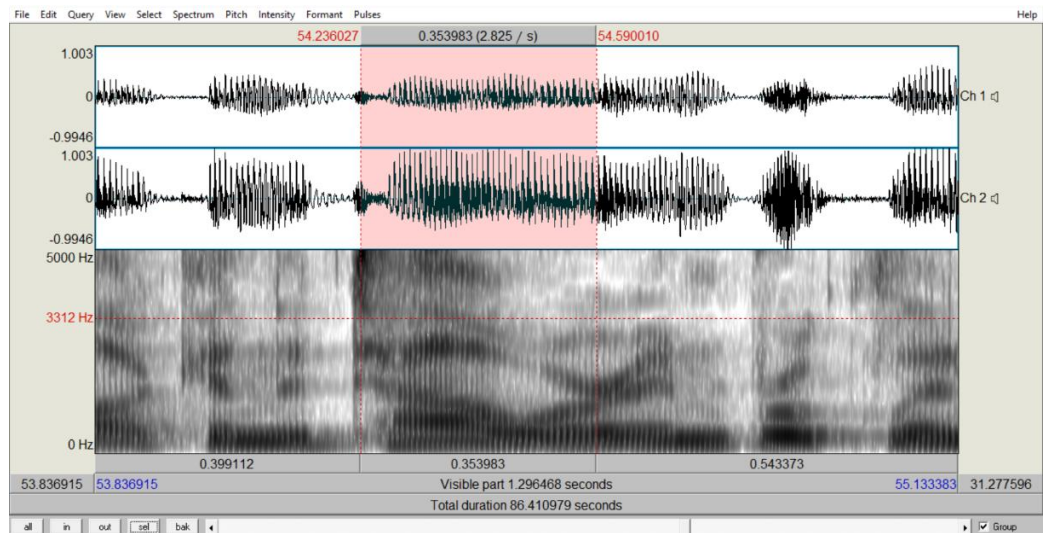 File Edit Query View Select Spectrum Pitch Intensity Formant Pulses Help
54.236027 0.353983 (2.825 / s) 54.590010
1.003
0
-0.9946
Ch 1
1.003
0
-0.9946
Ch 2
5000 Hz
3312 Hz
0 Hz
0.399112 0.353983 0.543373
53.836915 53.836915 Visible part 1.296468 seconds 55.133383 31.277596
Total duration 86.410979 seconds
all in out sel bak Group